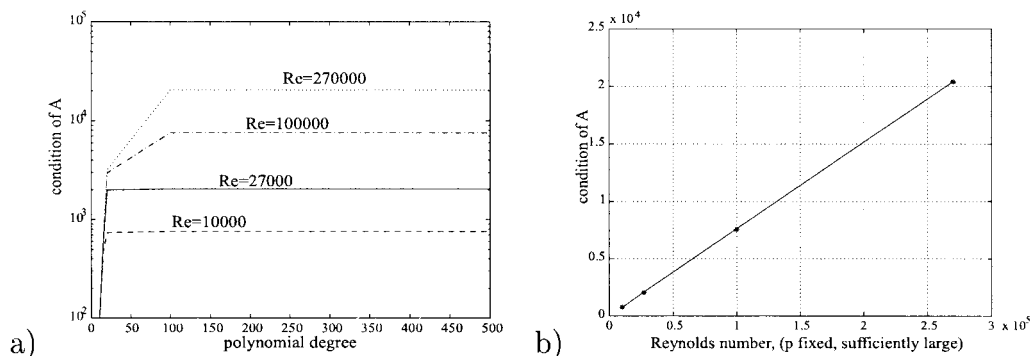 a)
condition of A
10^5
10^4
10^3
10^2
Re=270000
Re=100000
Re=27000
Re=10000
0 50 100 150 200 250 300 350 400 450 500
polynomial degree
b)
condition of A
2.5 x 10^4
2
1.5
1
0.5
0
0 0.5 1 1.5 2 2.5 3 x 10^5
Reynolds number, (p fixed, sufficiently large)